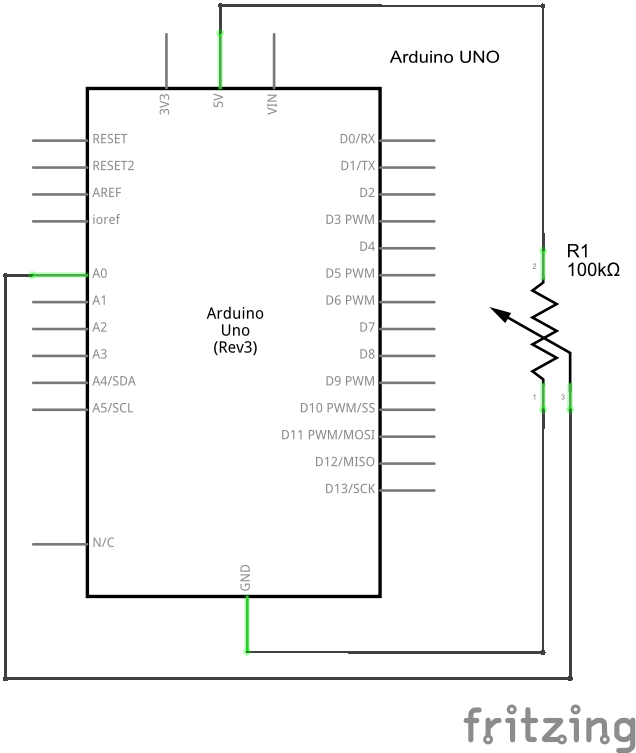 Arduino UNO
3V3
5V
VIN
RESET
RESET2
AREF
ioref
A0
A1
A2
A3
A4/SDA
A5/SCL
N/C
Arduino
Uno
(Rev3)
D0/RX
D1/TX
D2
D3 PWM
D4
D5 PWM
D6 PWM
D7
D8
D9 PWM
D10 PWM/SS
D11 PWM/MOSI
D12/MISO
D13/SCK
GND
R1
100kΩ
2
1
3
fritzing